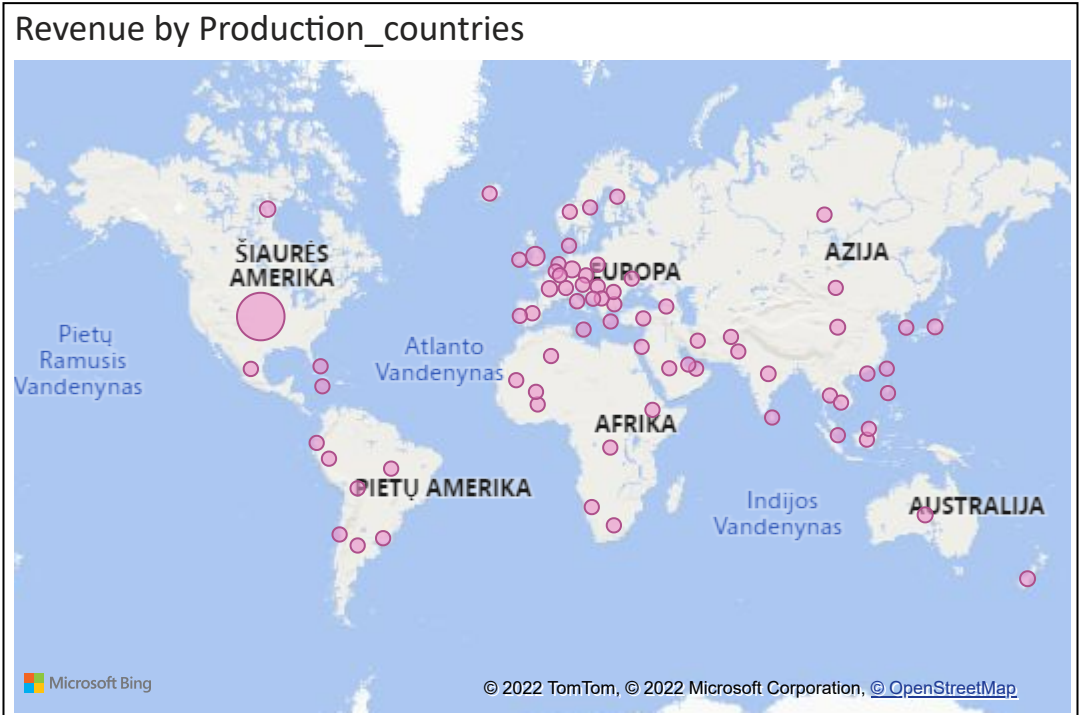 Revenue by Production_countries
ŠIAURĖS
AMERIKA
EUROPA
AZIJA
Pietų
Ramusis
Vandenynas
Atlanto
Vandenynas
AFRIKA
PIETŲ AMERIKA
Indijos
Vandenynas
AUSTRALIJA
Microsoft Bing
© 2022 TomTom, © 2022 Microsoft Corporation, © OpenStreetMap